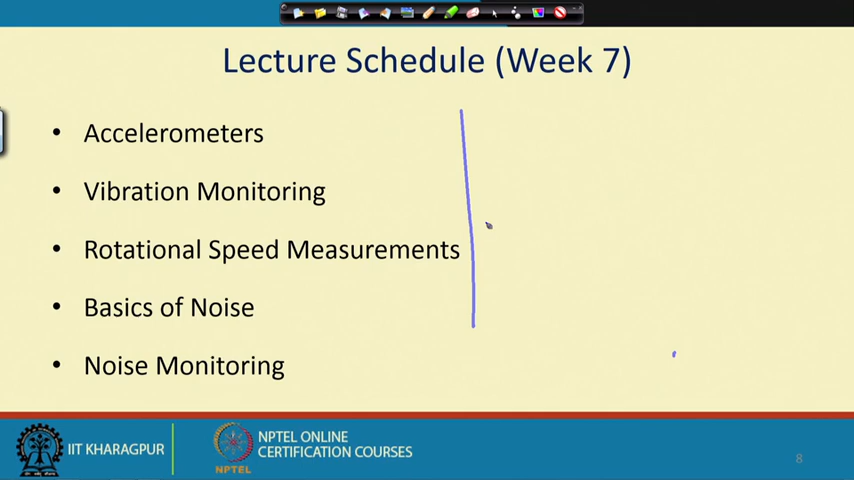 Lecture Schedule (Week 7)
• Accelerometers
• Vibration Monitoring
• Rotational Speed Measurements
• Basics of Noise
• Noise Monitoring
IIT KHARAGPUR
NPTEL
NPTEL ONLINE
CERTIFICATION COURSES
8